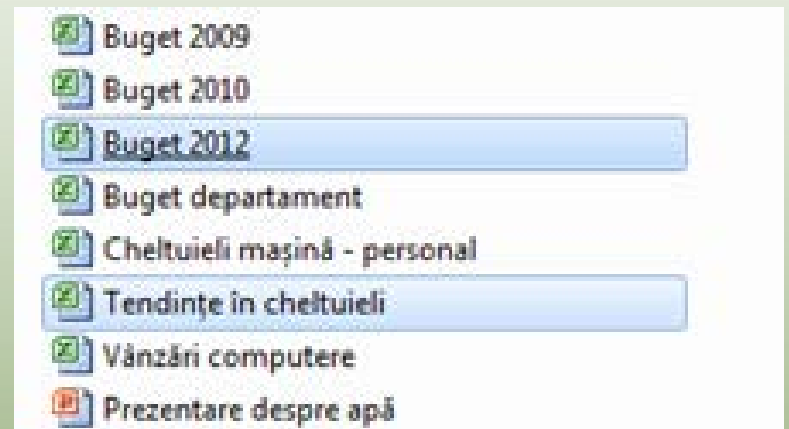 Buget 2009
Buget 2010
Buget 2012
Buget departament
Cheltuieli mașină - personal
Tendințe în cheltuieli
Vânzări computere
Prezentare despre apă